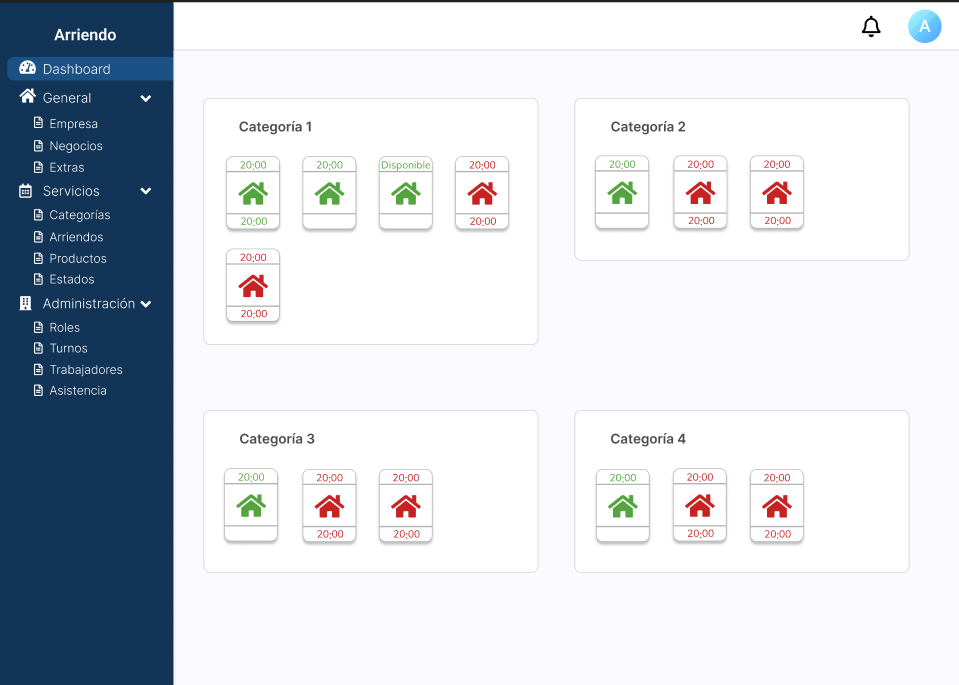 Arriendo
A
Dashboard
General
Empresa
Negocios
Extras
Servicios
Categorías
Arriendos
Productos
Estados
Administración
Roles
Turnos
Trabajadores
Asistencia
Categoría 1
20;00 20;00 Disponible 20;00
20;00 20;00
20;00
20;00
Categoría 2
20;00 20;00 20;00
20;00 20;00
Categoría 3
20;00 20;00 20;00
20;00 20;00
Categoría 4
20;00 20;00 20;00
20;00 20;00